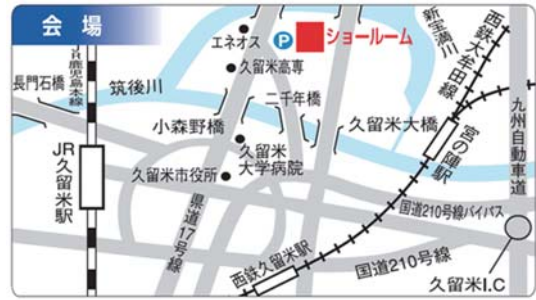 会場
エネオス
P
ショールーム
新宝満川
西鉄大牟田線
JR鹿児島本線
久留米高専
長門石橋
筑後川
二千年橋
小森野橋
久留米大橋
宮の陣駅
九州自動車道
久留米
大学病院
JR
久留米駅
久留米市役所
県道17号線
国道210号線バイパス
西鉄久留米駅
国道210号線
久留米I.C